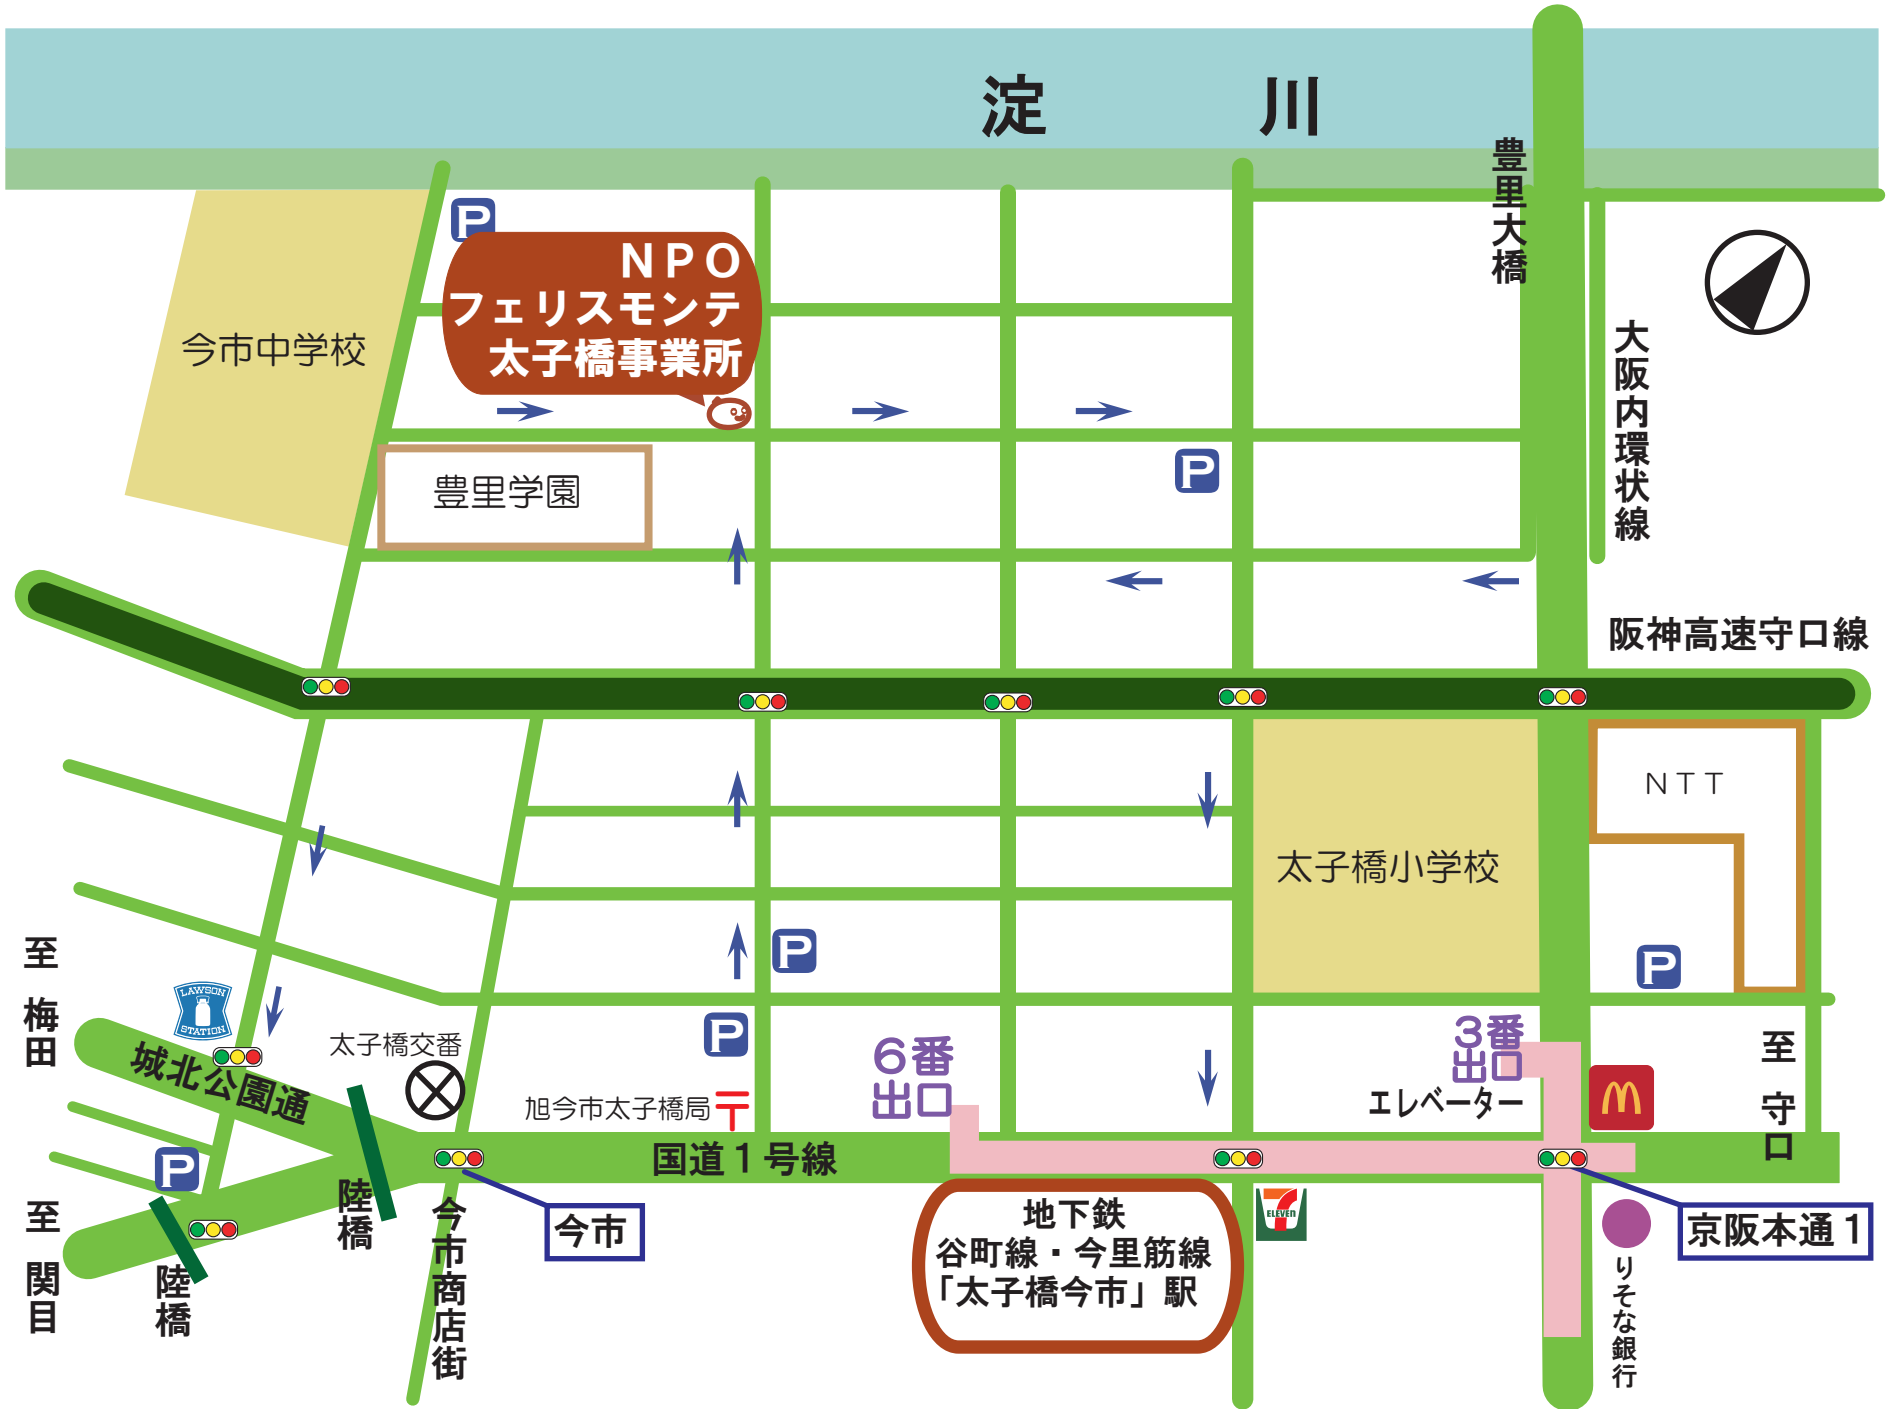 淀　川
豊里大橋
P
NPO
フェリスモンテ
太子橋事業所
今市中学校
大阪内環状線
豊里学園
P
阪神高速守口線
NTT
太子橋小学校
P
P
至 梅田
LAWSON
STATION
城北公園通
太子橋交番
P
旭今市太子橋局
〒
6番
出口
3番
出口
エレベーター
至 守口
国道1号線
P
陸橋
至 関目
陸橋
今市商店街
今市
地下鉄
谷町線・今里筋線
「太子橋今市」駅
7
ELEVEn
京阪本通1
りそな銀行